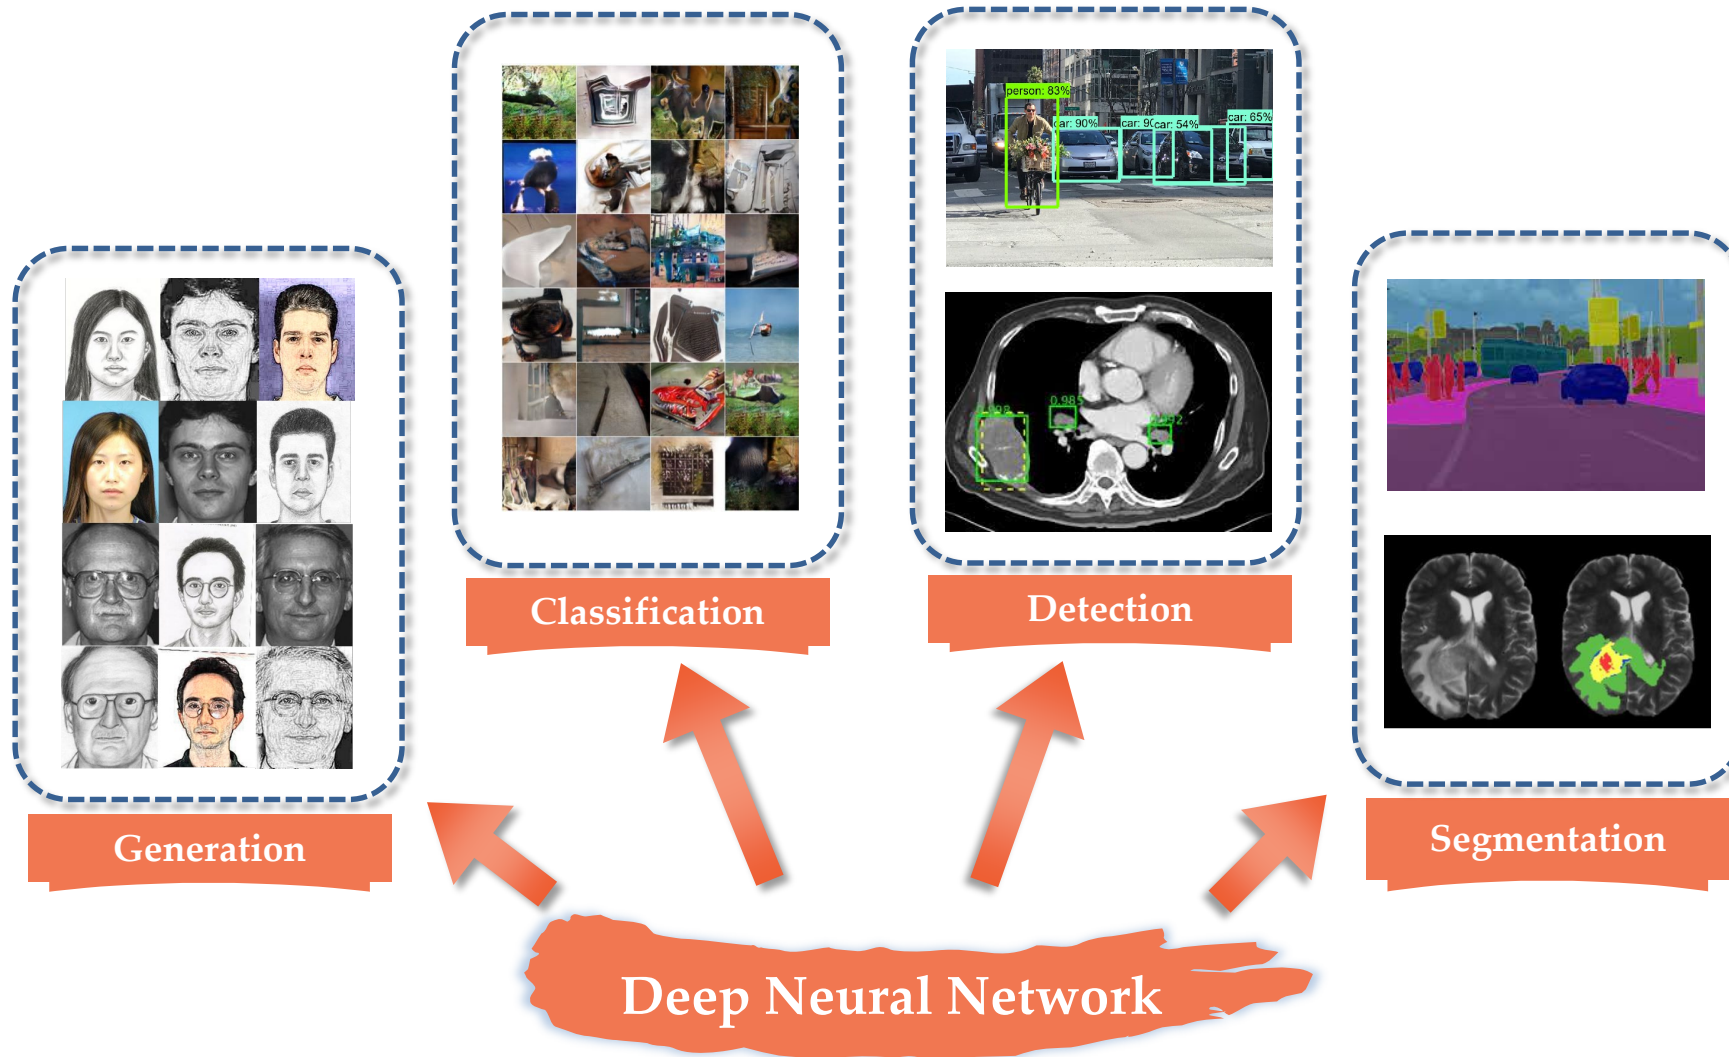 person: 83%
car: 90%
car: 54%
car: 65%
0.985
Classification
Detection
Generation
Segmentation
Deep Neural Network